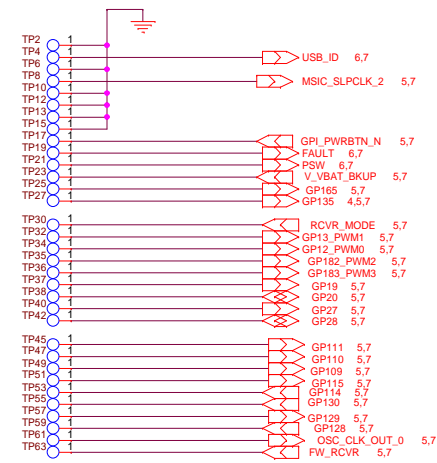 TP2 1
TP4 1 USB_ID 6,7
TP6 1
TP8 1 MSIC_SLPCLK_2 5,7
TP10 1
TP12 1
TP13 1
TP15 1
TP17 1 GPI_PWRBTN_N 5,7
TP19 1 FAULT 6,7
TP21 1 PSW 6,7
TP23 1 V_VBAT_BKUP 5,7
TP25 1 GP165 5,7
TP27 1 GP135 4,5,7
TP30 1 RCVR_MODE 5,7
TP32 1 GP13_PWM1 5,7
TP34 1 GP12_PWM0 5,7
TP35 1 GP182_PWM2 5,7
TP36 1 GP183_PWM3 5,7
TP37 1 GP19 5,7
TP38 1 GP20 5,7
TP40 1 GP27 5,7
TP42 1 GP28 5,7
TP45 1 GP111 5,7
TP47 1 GP110 5,7
TP49 1 GP109 5,7
TP51 1 GP115 5,7
TP53 1 GP114 5,7
TP55 1 GP130 5,7
TP57 1 GP129 5,7
TP59 1 GP128 5,7
TP61 1 OSC_CLK_OUT_0 5,7
TP63 1 FW_RCVR 5,7